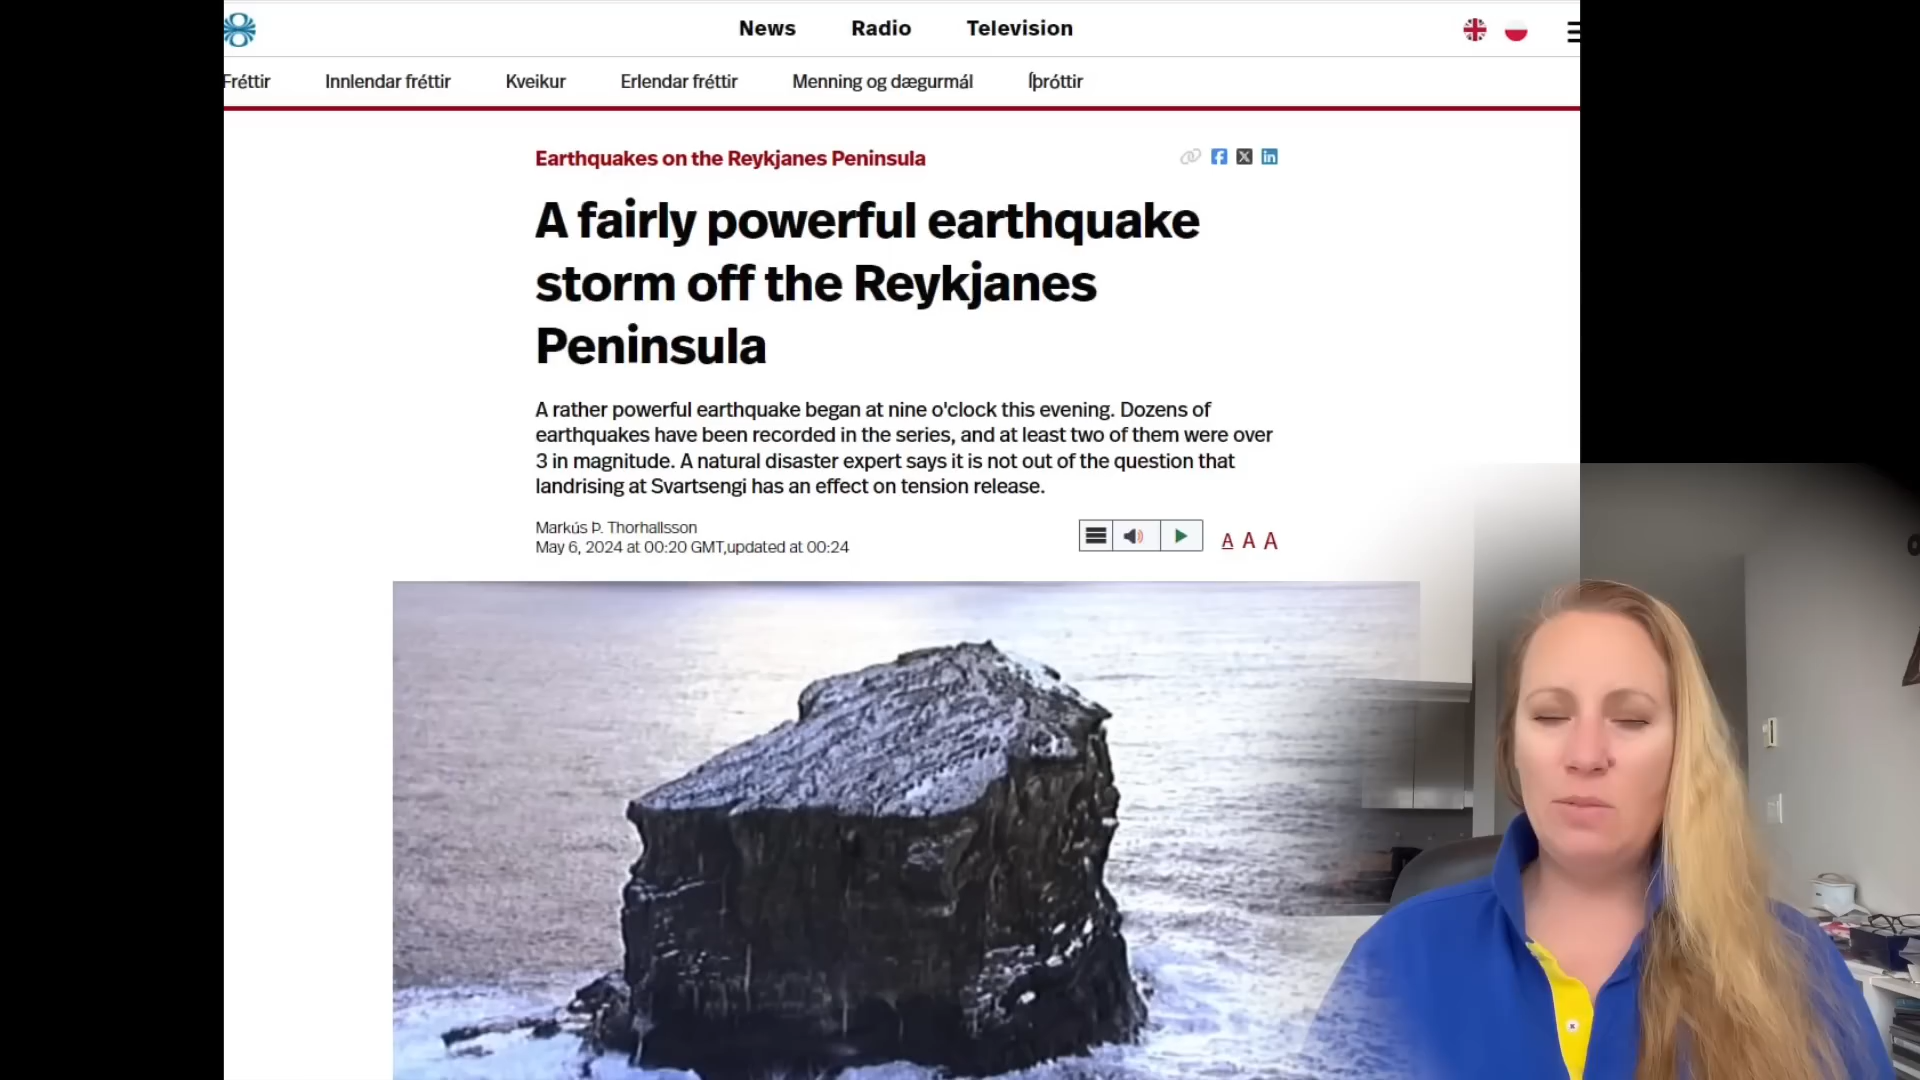 News Radio Television
Fréttir Innlendar fréttir Kveikur Erlendar fréttir Menning og dægurmál Íþróttir
Earthquakes on the Reykjanes Peninsula
A fairly powerful earthquake
storm off the Reykjanes
Peninsula
A rather powerful earthquake began at nine o'clock this evening. Dozens of
earthquakes have been recorded in the series, and at least two of them were over
3 in magnitude. A natural disaster expert says it is not out of the question that
landrising at Svartsengi has an effect on tension release.
Markús Þ. Thorhallsson
May 6, 2024 at 00:20 GMT,updated at 00:24
A A A